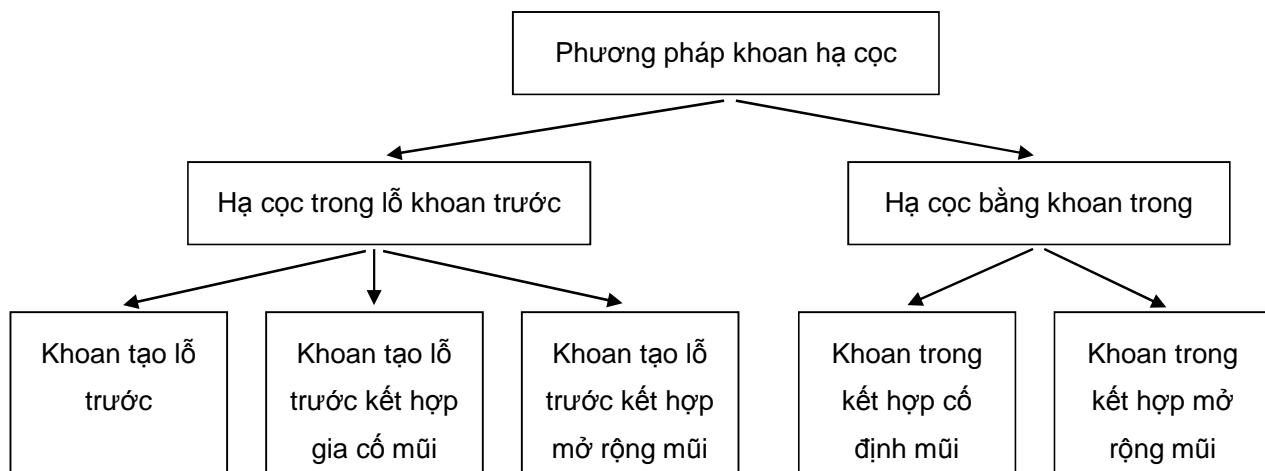 Phương pháp khoan hạ cọc
Hạ cọc trong lỗ khoan trước
Hạ cọc bằng khoan trong
Khoan tạo lỗ
trước
Khoan tạo lỗ
trước kết hợp
gia cố mũi
Khoan tạo lỗ
trước kết hợp
mở rộng mũi
Khoan trong
kết hợp cố
định mũi
Khoan trong
kết hợp mở
rộng mũi